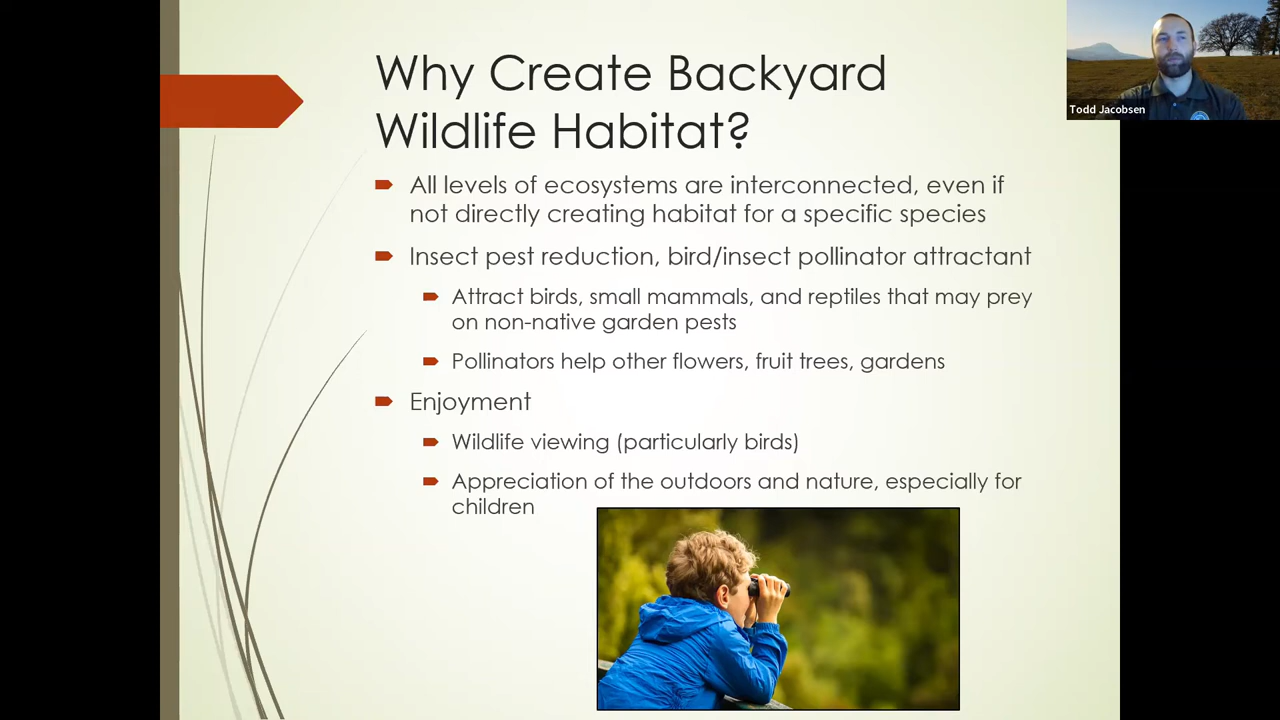 Why Create Backyard
Wildlife Habitat?
All levels of ecosystems are interconnected, even if
not directly creating habitat for a specific species
Insect pest reduction, bird/insect pollinator attractant
Attract birds, small mammals, and reptiles that may prey
on non-native garden pests
Pollinators help other flowers, fruit trees, gardens
Enjoyment
Wildlife viewing (particularly birds)
Appreciation of the outdoors and nature, especially for
children
Todd Jacobsen